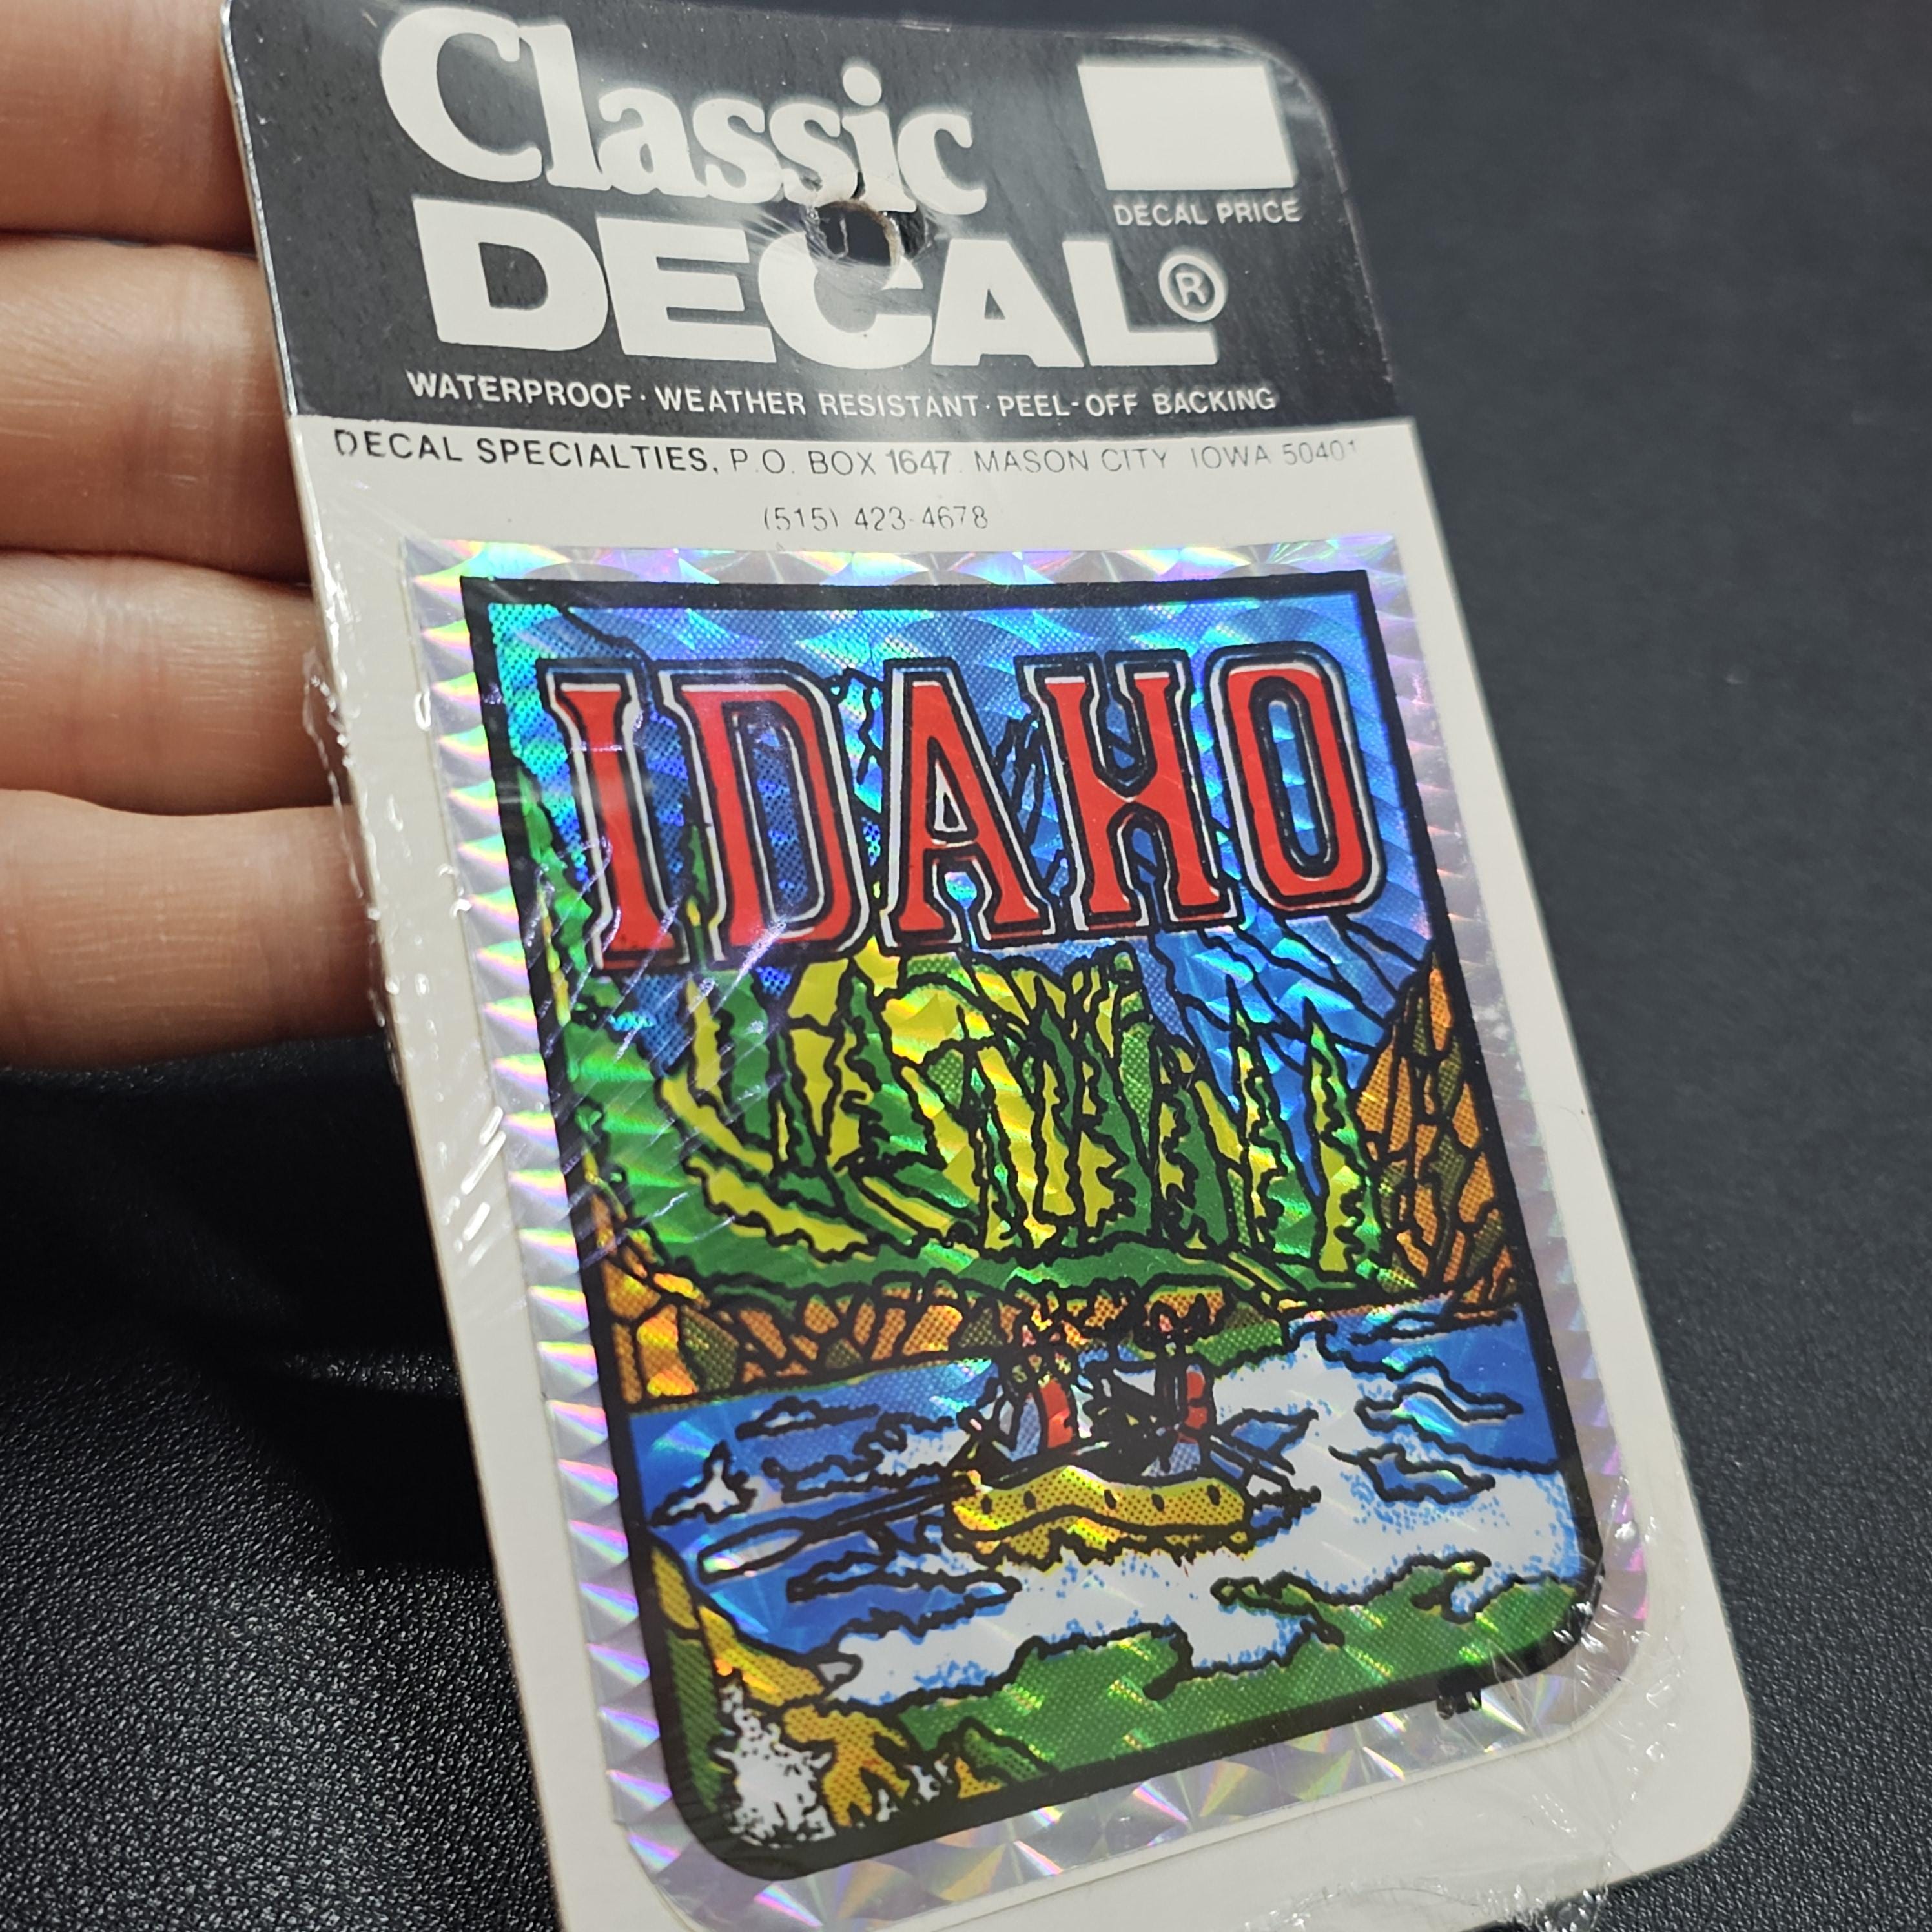 Classic
DECAL®
DECAL PRICE
WATERPROOF · WEATHER RESISTANT · PEEL-OFF BACKING
DECAL SPECIALTIES, P.O. BOX 1647 MASON CITY IOWA 50401
(515) 423-4678
IDAHO